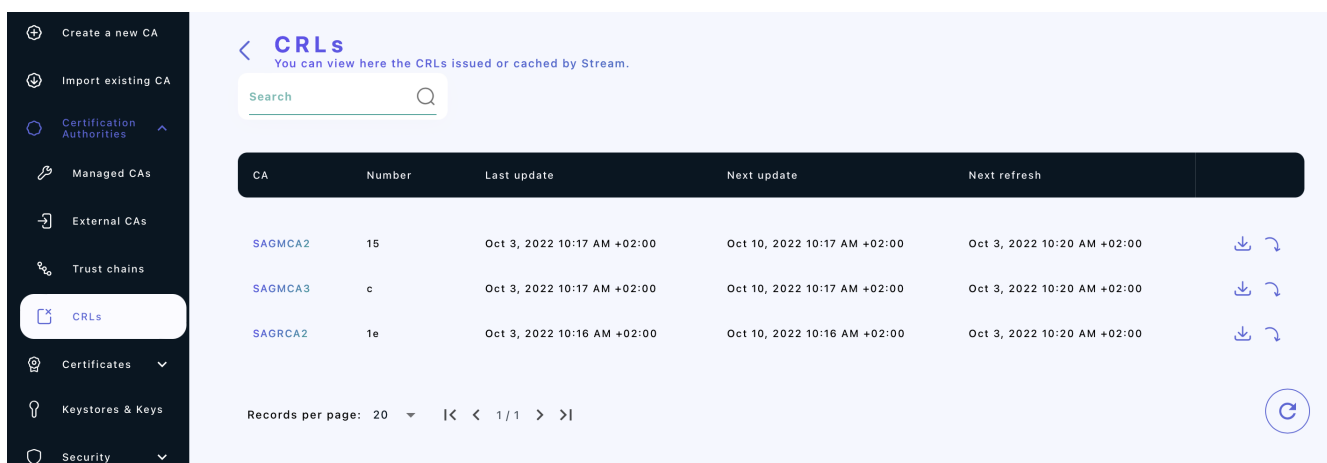 Create a new CA
Import existing CA
Certification
Authorities
Managed CAs
External CAs
Trust chains
CRLs
Certificates
Keystores & Keys
Security
CRLs
You can view here the CRLs issued or cached by Stream.
Search
CA Number Last update Next update Next refresh
SAGMCA2 15 Oct 3, 2022 10:17 AM +02:00 Oct 10, 2022 10:17 AM +02:00 Oct 3, 2022 10:20 AM +02:00
SAGMCA3 c Oct 3, 2022 10:17 AM +02:00 Oct 10, 2022 10:17 AM +02:00 Oct 3, 2022 10:20 AM +02:00
SAGRCA2 1e Oct 3, 2022 10:16 AM +02:00 Oct 10, 2022 10:16 AM +02:00 Oct 3, 2022 10:20 AM +02:00
Records per page: 20 1 / 1